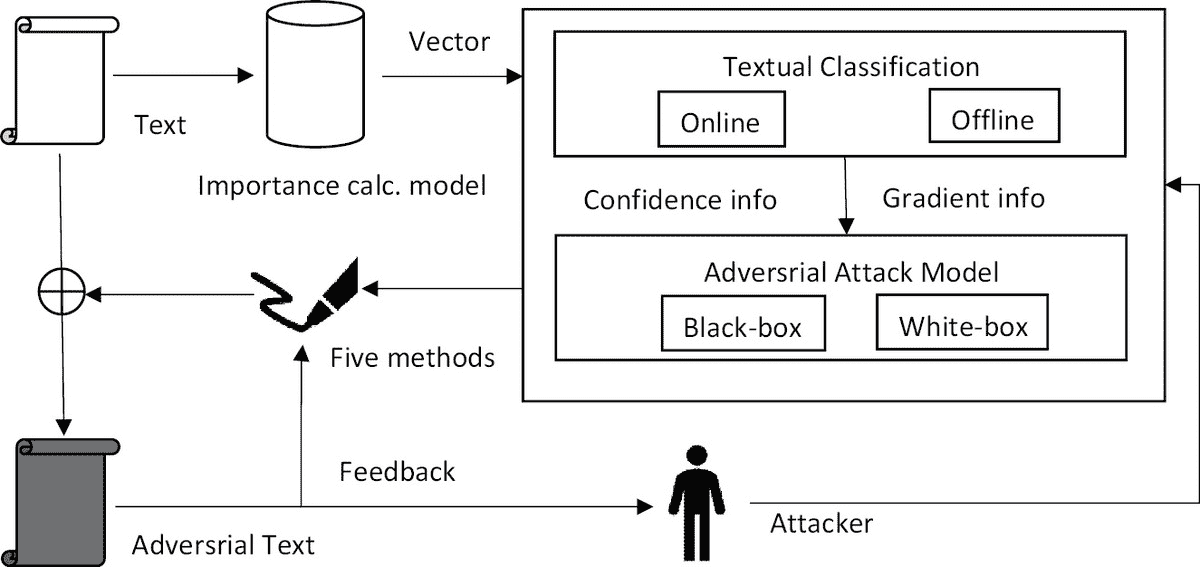 Text
Importance calc. model
Vector
Textual Classification
Online
Offline
Confidence info
Gradient info
Adversrial Attack Model
Black-box
White-box
Five methods
Feedback
Adversrial Text
Attacker